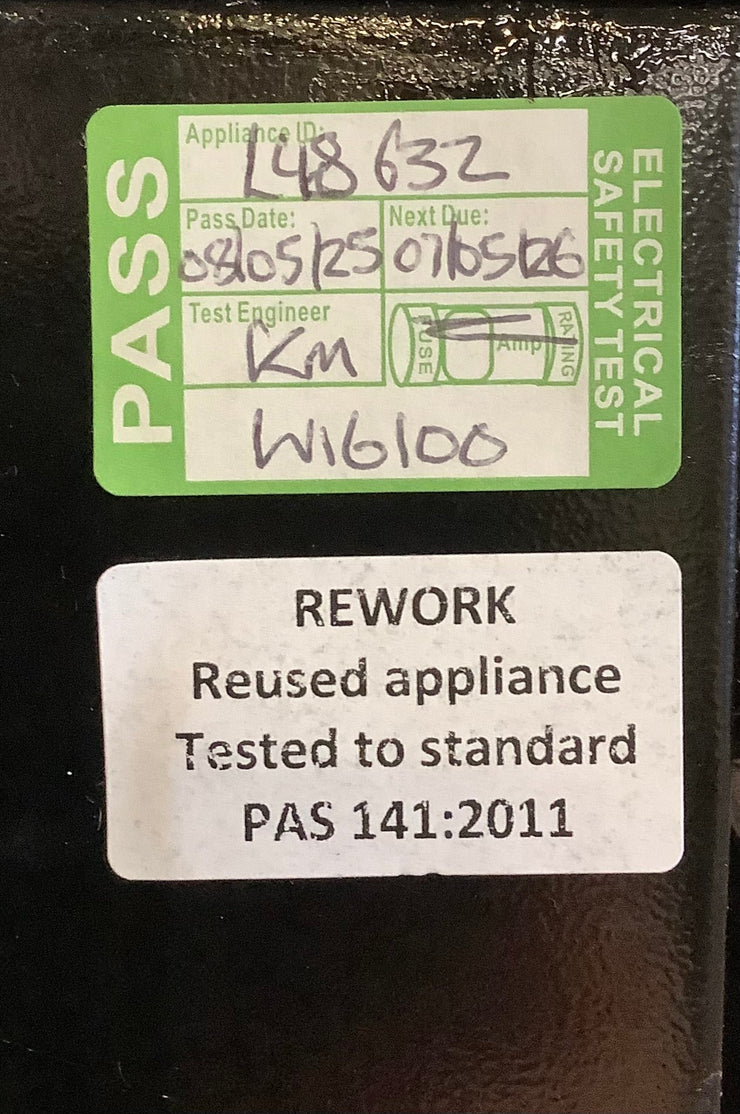 PASS
Appliance ID:
L48632
Pass Date:
08/05/25
Next Due:
07/05/26
Test Engineer
KM
FUSE
Amp
RATING
W16100
ELECTRICAL
SAFETY TEST
REWORK
Reused appliance
Tested to standard
PAS 141:2011